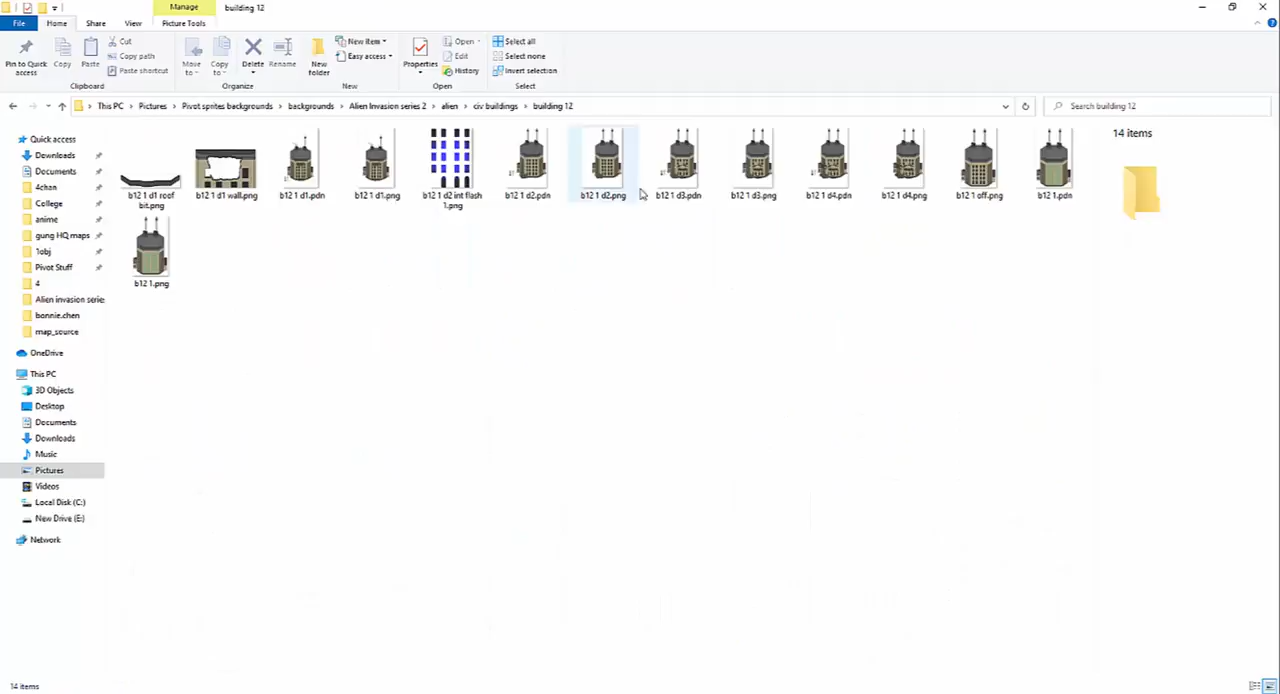 Manage
building 12
File
Home
Share
View
Picture Tools
Pin to Quick access
Copy
Paste
Cut
Copy path
Paste shortcut
Clipboard
Move to
Copy to
Delete
Rename
Organize
New folder
New item
Easy access
New
Properties
Open
Edit
History
Open
Select all
Select none
Invert selection
Select
This PC › Pictures › Pivot sprites backgrounds › backgrounds › Alien Invasion series 2 › alien › civ buildings › building 12
Search building 12
Quick access
Downloads
Documents
4chan
College
anime
gung HQ maps
1obj
Pivot Stuff
4
Alien invasion serie
bonnie.chen
map_source
OneDrive
This PC
3D Objects
Desktop
Documents
Downloads
Music
Pictures
Videos
Local Disk (C:)
New Drive (E:)
Network
b12 1 d1 roof
bit.png
b12 1 d1 wall.png
b12 1 d1.pdn
b12 1 d1.png
b12 1 d2 int flash
1.png
b12 1 d2.pdn
b12 1 d2.png
b12 1 d3.pdn
b12 1 d3.png
b12 1 d4.pdn
b12 1 d4.png
b12 1 off.png
b12 1.pdn
b12 1.png
14 items
14 items